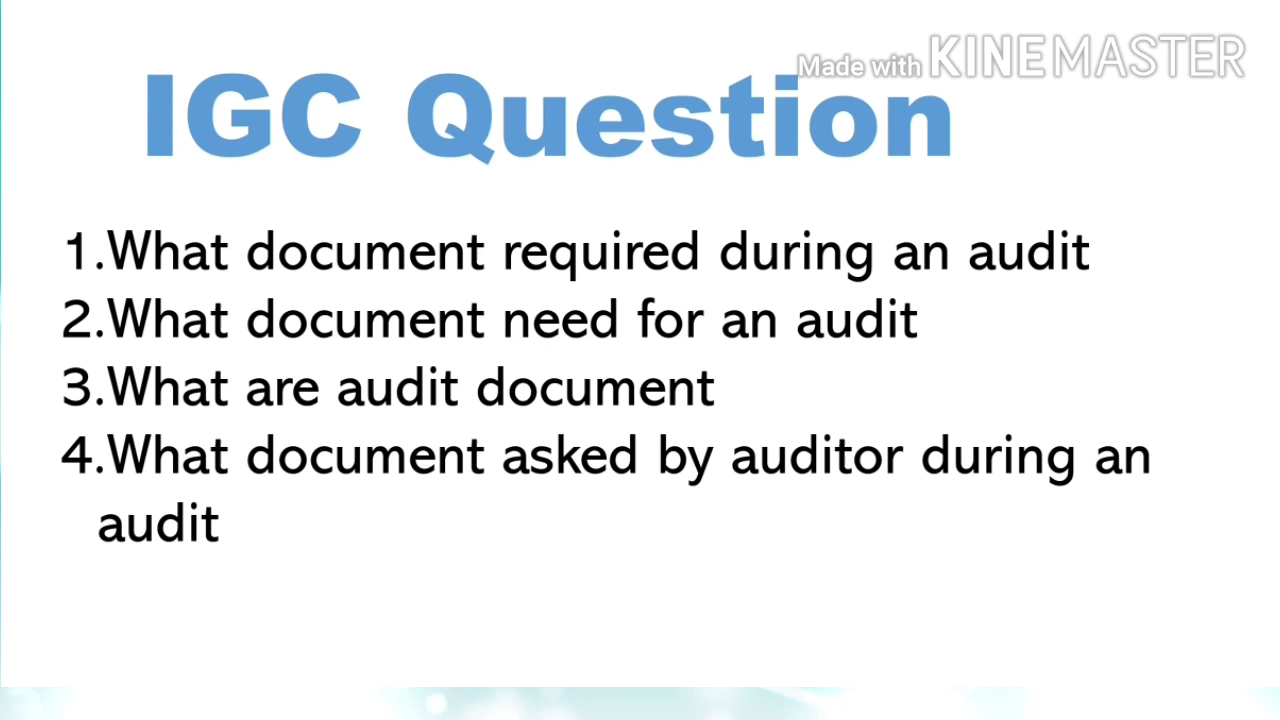 Made with KINEMASTER
IGC Question
1.What document required during an audit
2.What document need for an audit
3.What are audit document
4.What document asked by auditor during an
audit